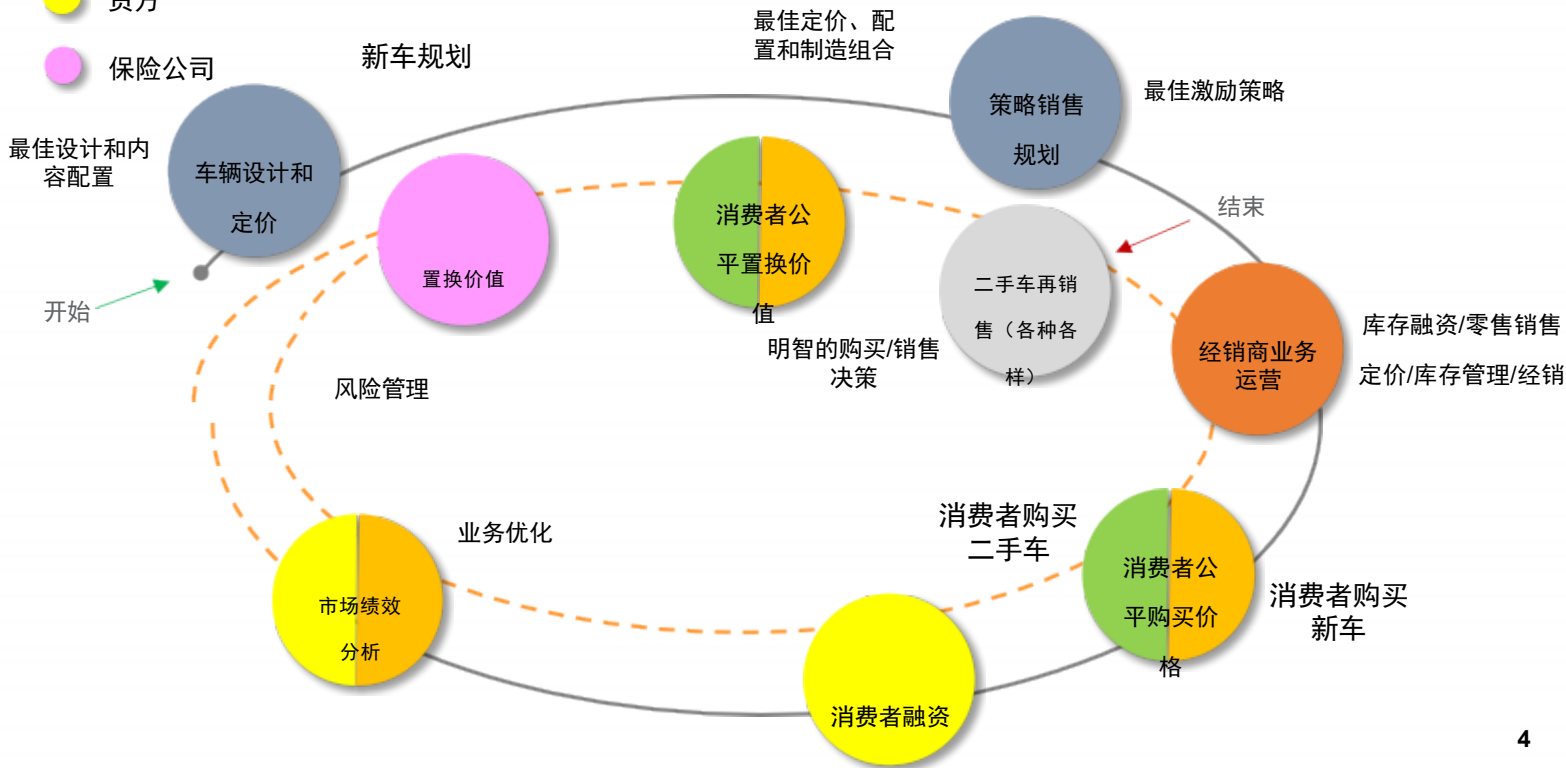 贷方
保险公司
新车规划
最佳定价、配
置和制造组合
最佳激励策略
策略销售
规划
最佳设计和内
容配置
车辆设计和
定价
开始
置换价值
消费者公
平置换价
值
结束
二手车再销
售（各种各
样）
明智的购买/销售
决策
经销商业务
运营
库存融资/零售销售
定价/库存管理/经销
风险管理
业务优化
市场绩效
分析
消费者购买
二手车
消费者公
平购买价
格
消费者购买
新车
消费者融资
4